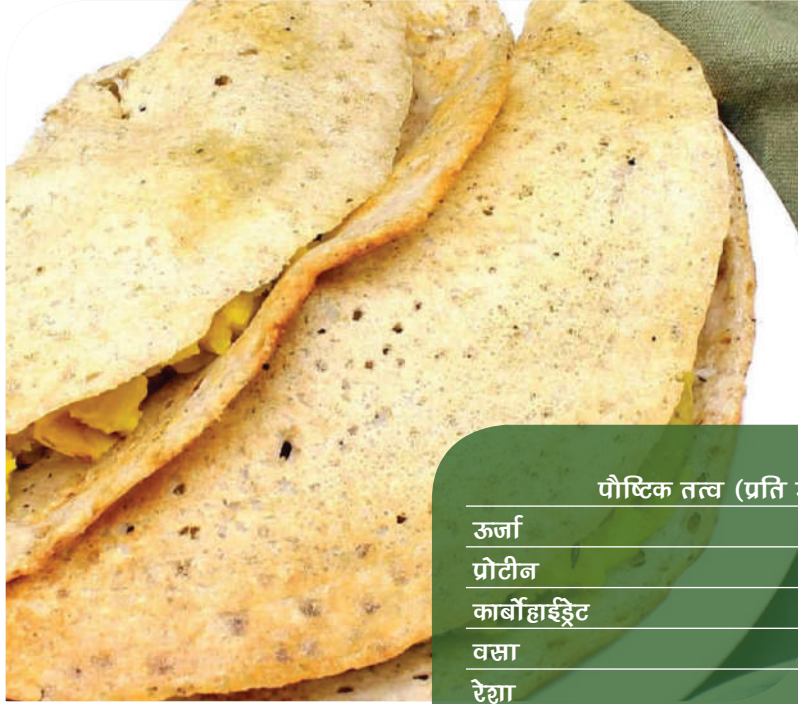 पौष्टिक तत्व (प्रति
ऊर्जा
प्रोटीन
कार्बोहाईड्रेट
वसा
रेशा